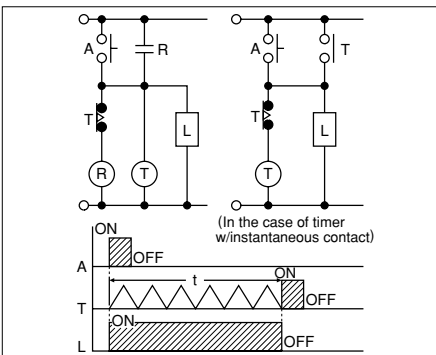 A R A T
T L T L
R T T
(In the case of timer
w/instantaneous contact)
ON
OFF
A
t ON
T OFF
ON
L OFF